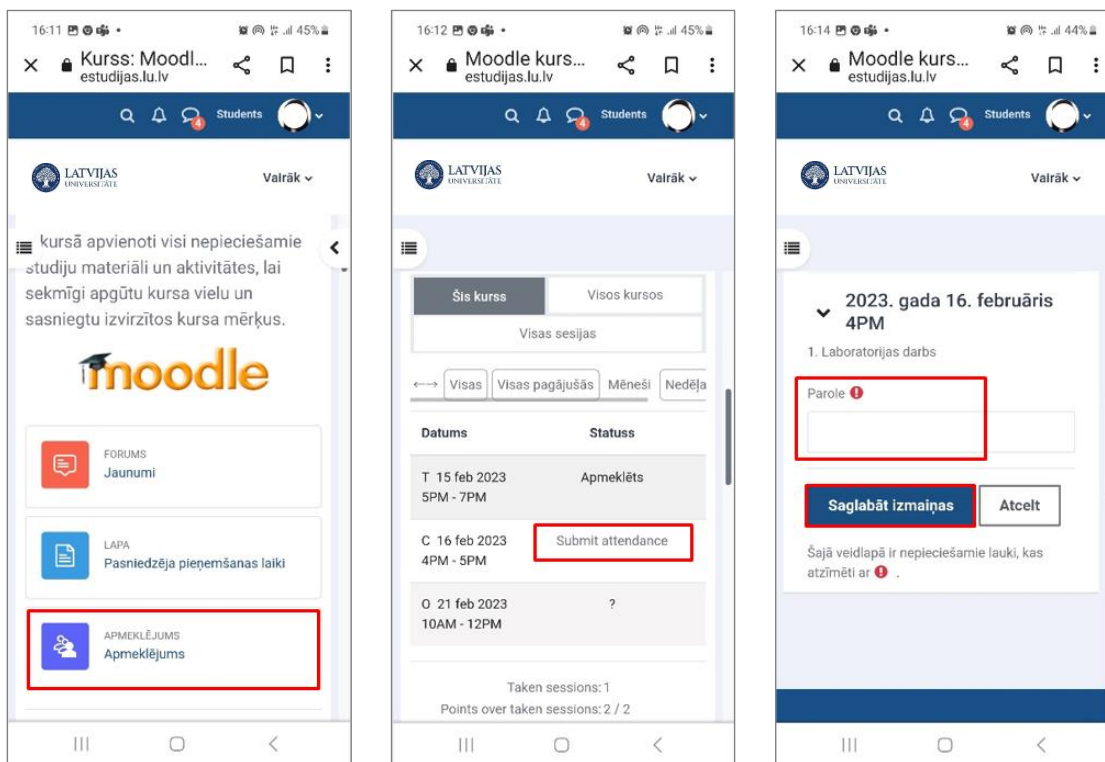 16:11 45%
Kurss: Moodl...
estudijas.lu.lv
4 Students
LATVIJAS
UNIVERSITĀTE
Vairāk
kursā apvienoti visi nepieciešamie
studiju materiāli un aktivitātes, lai
sekmīgi apgūtu kursa vielu un
sasniegtu izvirzītos kursa mērķus.
moodle
FORUMS
Jaunumi
LAPA
Pasniedzēja pieņemšanas laiki
APMEKLĒJUMS
Apmeklējums
16:12 45%
Moodle kurs...
estudijas.lu.lv
4 Students
LATVIJAS
UNIVERSITĀTE
Vairāk
Šis kurss Visos kursos
Visas sesijas
Visas Visas pagājušās Mēneši Nedēļa
Datums Statuss
T 15 feb 2023 Apmeklēts
5PM - 7PM
C 16 feb 2023 Submit attendance
4PM - 5PM
O 21 feb 2023 ?
10AM - 12PM
Taken sessions: 1
Points over taken sessions: 2 / 2
16:14 44%
Moodle kurs...
estudijas.lu.lv
4 Students
LATVIJAS
UNIVERSITĀTE
Vairāk
2023. gada 16. februāris
4PM
1. Laboratorijas darbs
Parole
Saglabāt izmaiņas Atcelt
Šajā veidlapā ir nepieciešamie lauki, kas
atzīmēti ar .